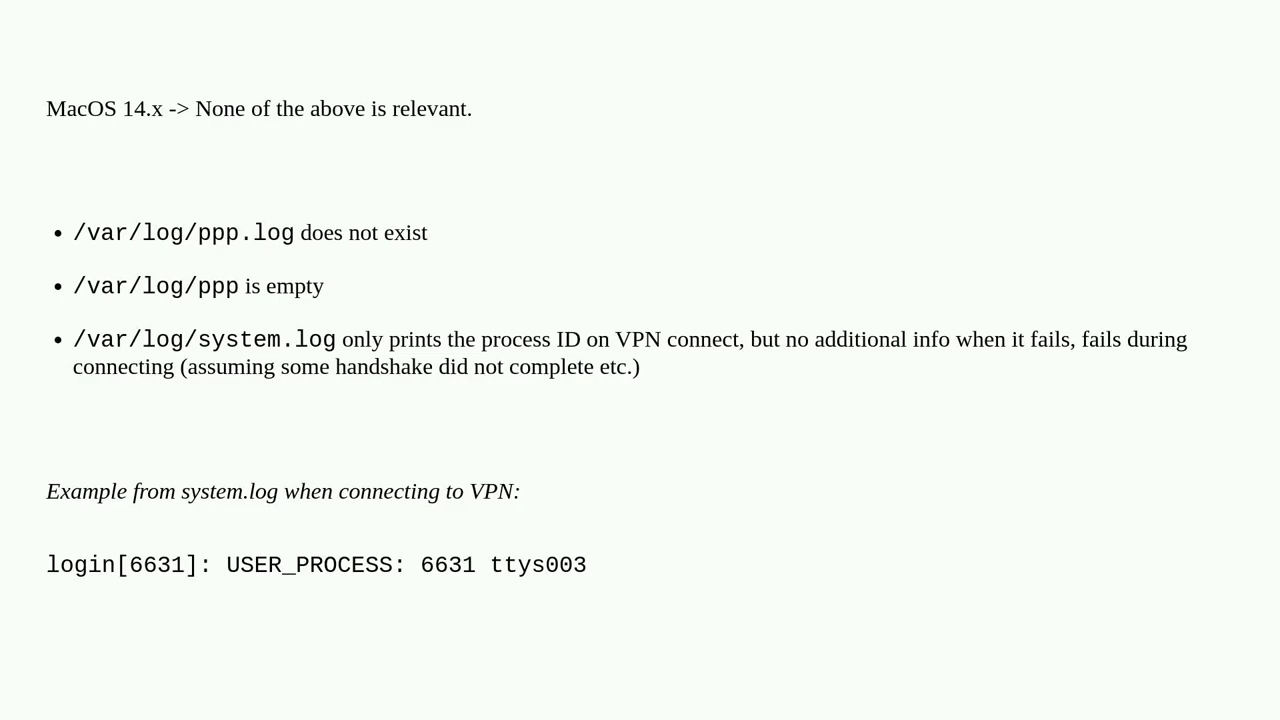 MacOS 14.x -> None of the above is relevant.
• /var/log/ppp.log does not exist
• /var/log/ppp is empty
• /var/log/system.log only prints the process ID on VPN connect, but no additional info when it fails, fails during
connecting (assuming some handshake did not complete etc.)
Example from system.log when connecting to VPN:
login[6631]: USER_PROCESS: 6631 ttys003